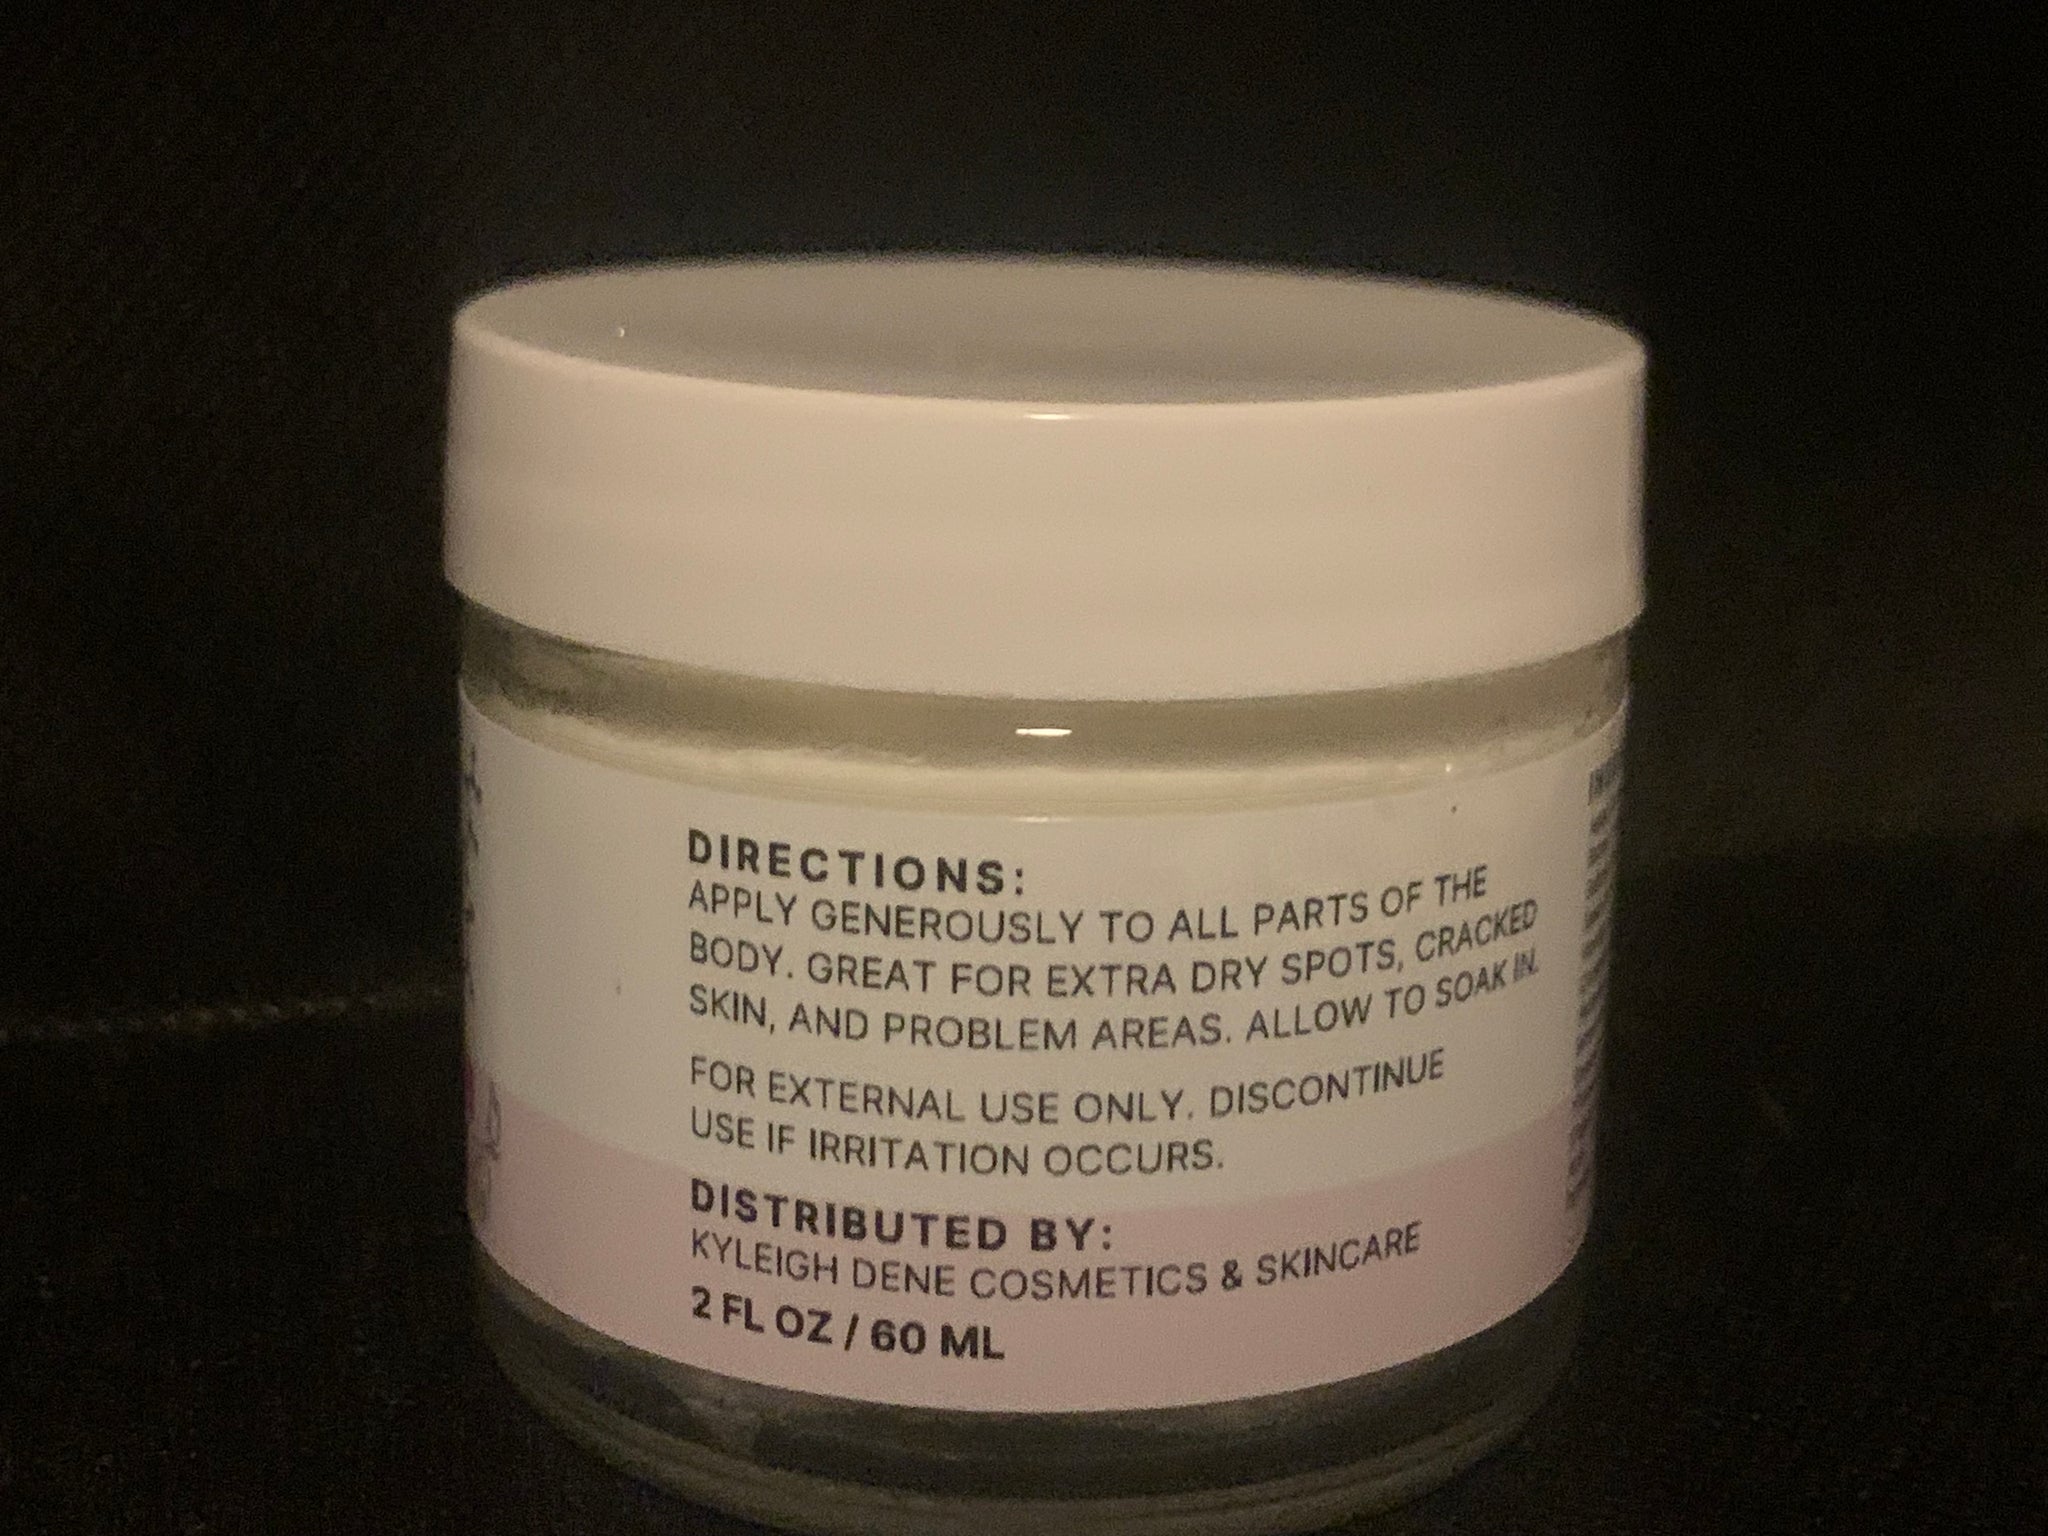 DIRECTIONS:
APPLY GENEROUSLY TO ALL PARTS OF THE
BODY. GREAT FOR EXTRA DRY SPOTS, CRACKED
SKIN, AND PROBLEM AREAS. ALLOW TO SOAK IN.
FOR EXTERNAL USE ONLY. DISCONTINUE
USE IF IRRITATION OCCURS.
DISTRIBUTED BY:
KYLEIGH DENE COSMETICS & SKINCARE
2 FL OZ / 60 ML